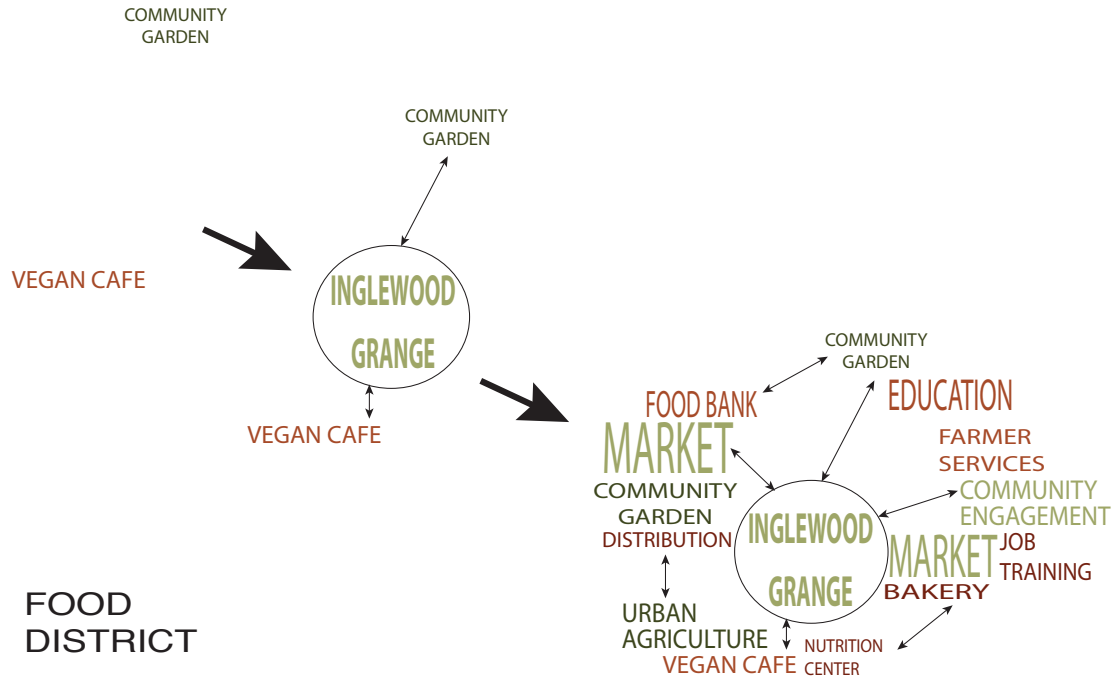 COMMUNITY
GARDEN
VEGAN CAFE
COMMUNITY
GARDEN
INGLEWOOD
GRANGE
VEGAN CAFE
COMMUNITY
GARDEN
FOOD BANK
EDUCATION
MARKET
FARMER
SERVICES
COMMUNITY
GARDEN
COMMUNITY
ENGAGEMENT
DISTRIBUTION
INGLEWOOD
GRANGE
MARKET
JOB
TRAINING
BAKERY
URBAN
AGRICULTURE
VEGAN CAFE
NUTRITION
CENTER
FOOD
DISTRICT